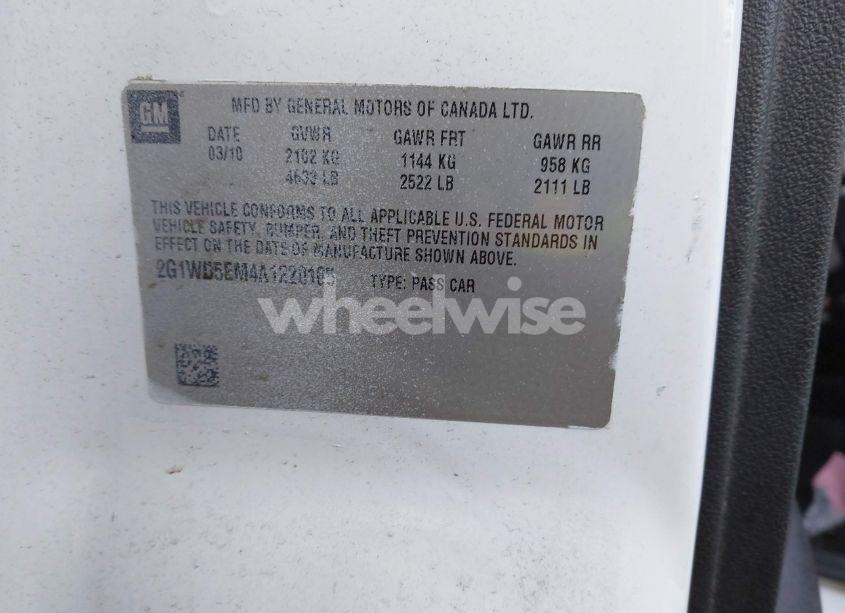 GM
MFD BY GENERAL MOTORS OF CANADA LTD.
DATE GVWR GAWR FRT GAWR RR
03/10 2102 KG 1144 KG 958 KG
4633 LB 2522 LB 2111 LB
THIS VEHICLE CONFORMS TO ALL APPLICABLE U.S. FEDERAL MOTOR
VEHICLE SAFETY, BUMPER, AND THEFT PREVENTION STANDARDS IN
EFFECT ON THE DATE OF MANUFACTURE SHOWN ABOVE.
2G1WD5EM4A1220165 TYPE: PASS CAR
wheelwise